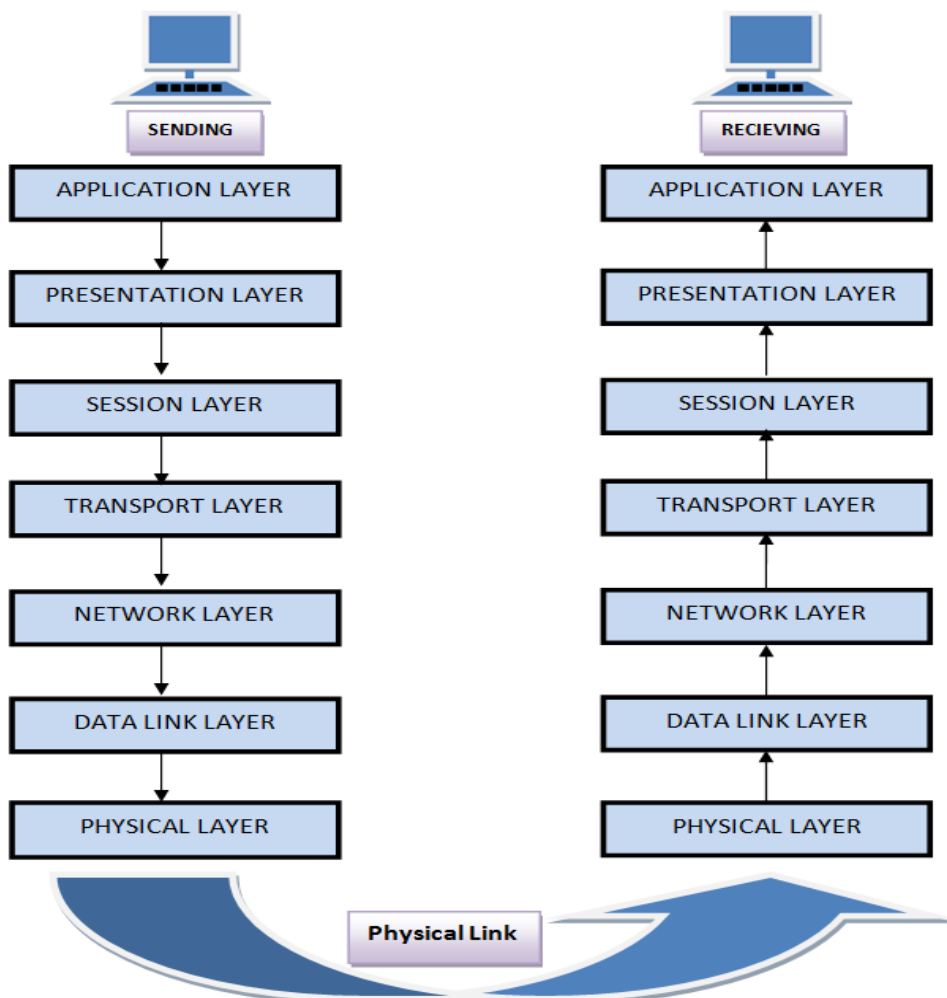 SENDING
APPLICATION LAYER
PRESENTATION LAYER
SESSION LAYER
TRANSPORT LAYER
NETWORK LAYER
DATA LINK LAYER
PHYSICAL LAYER
RECIEVING
APPLICATION LAYER
PRESENTATION LAYER
SESSION LAYER
TRANSPORT LAYER
NETWORK LAYER
DATA LINK LAYER
PHYSICAL LAYER
Physical Link